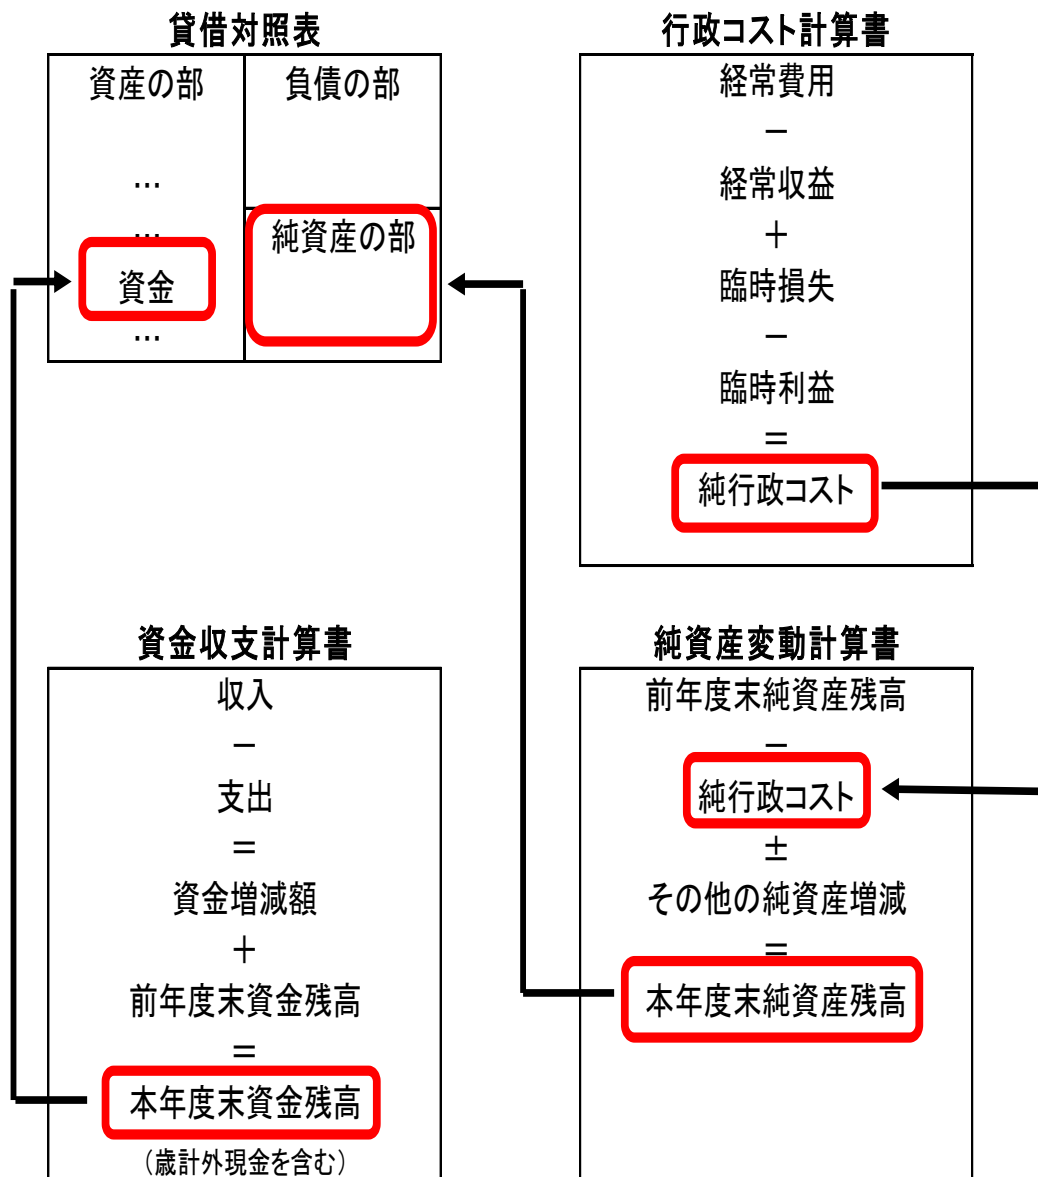 貸借対照表
資産の部
負債の部
…
…
純資産の部
資金
…
行政コスト計算書
経常費用
－
経常収益
＋
臨時損失
－
臨時利益
＝
純行政コスト
資金収支計算書
収入
－
支出
＝
資金増減額
＋
前年度末資金残高
＝
本年度末資金残高
（歳計外現金を含む）
純資産変動計算書
前年度末純資産残高
－
純行政コスト
±
その他の純資産増減
＝
本年度末純資産残高